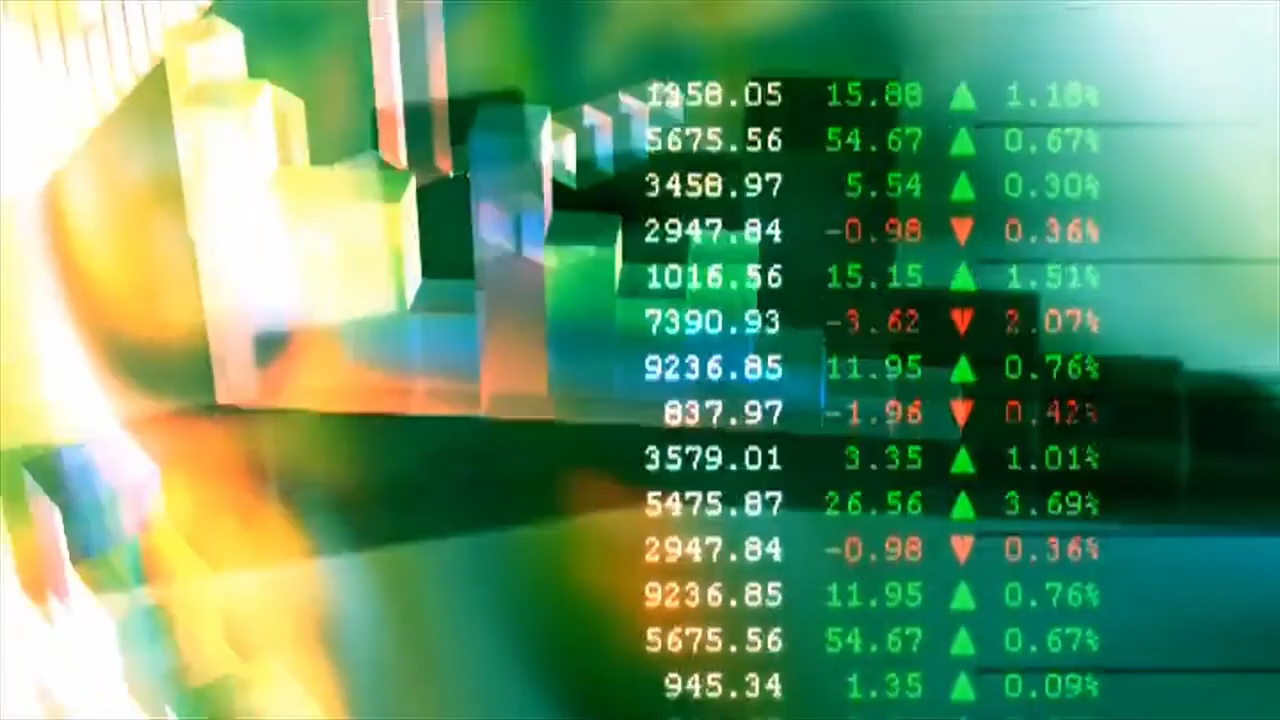 1358.05 15.88 ▲ 1.18%
5675.56 54.67 ▲ 0.67%
3458.97 5.54 ▲ 0.30%
2947.84 -0.98 ▼ 0.36%
1016.56 15.15 ▲ 1.51%
7390.93 -3.62 ▼ 2.07%
9236.85 11.95 ▲ 0.76%
837.97 -1.96 ▼ 0.42%
3579.01 3.35 ▲ 1.01%
5475.87 26.56 ▲ 3.69%
2947.84 -0.98 ▼ 0.36%
9236.85 11.95 ▲ 0.76%
5675.56 54.67 ▲ 0.67%
945.34 1.35 ▲ 0.09%